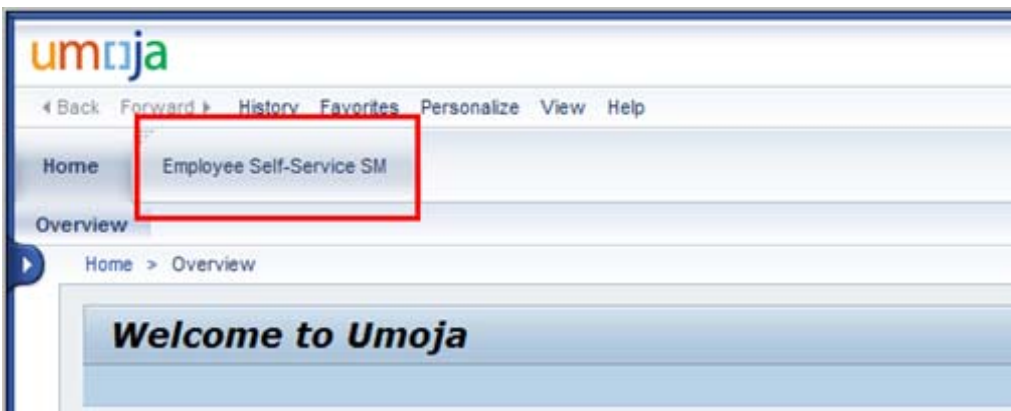 umoja
Back Forward History Favorites Personalize View Help
Home Employee Self-Service SM
Overview
Home > Overview
Welcome to Umoja